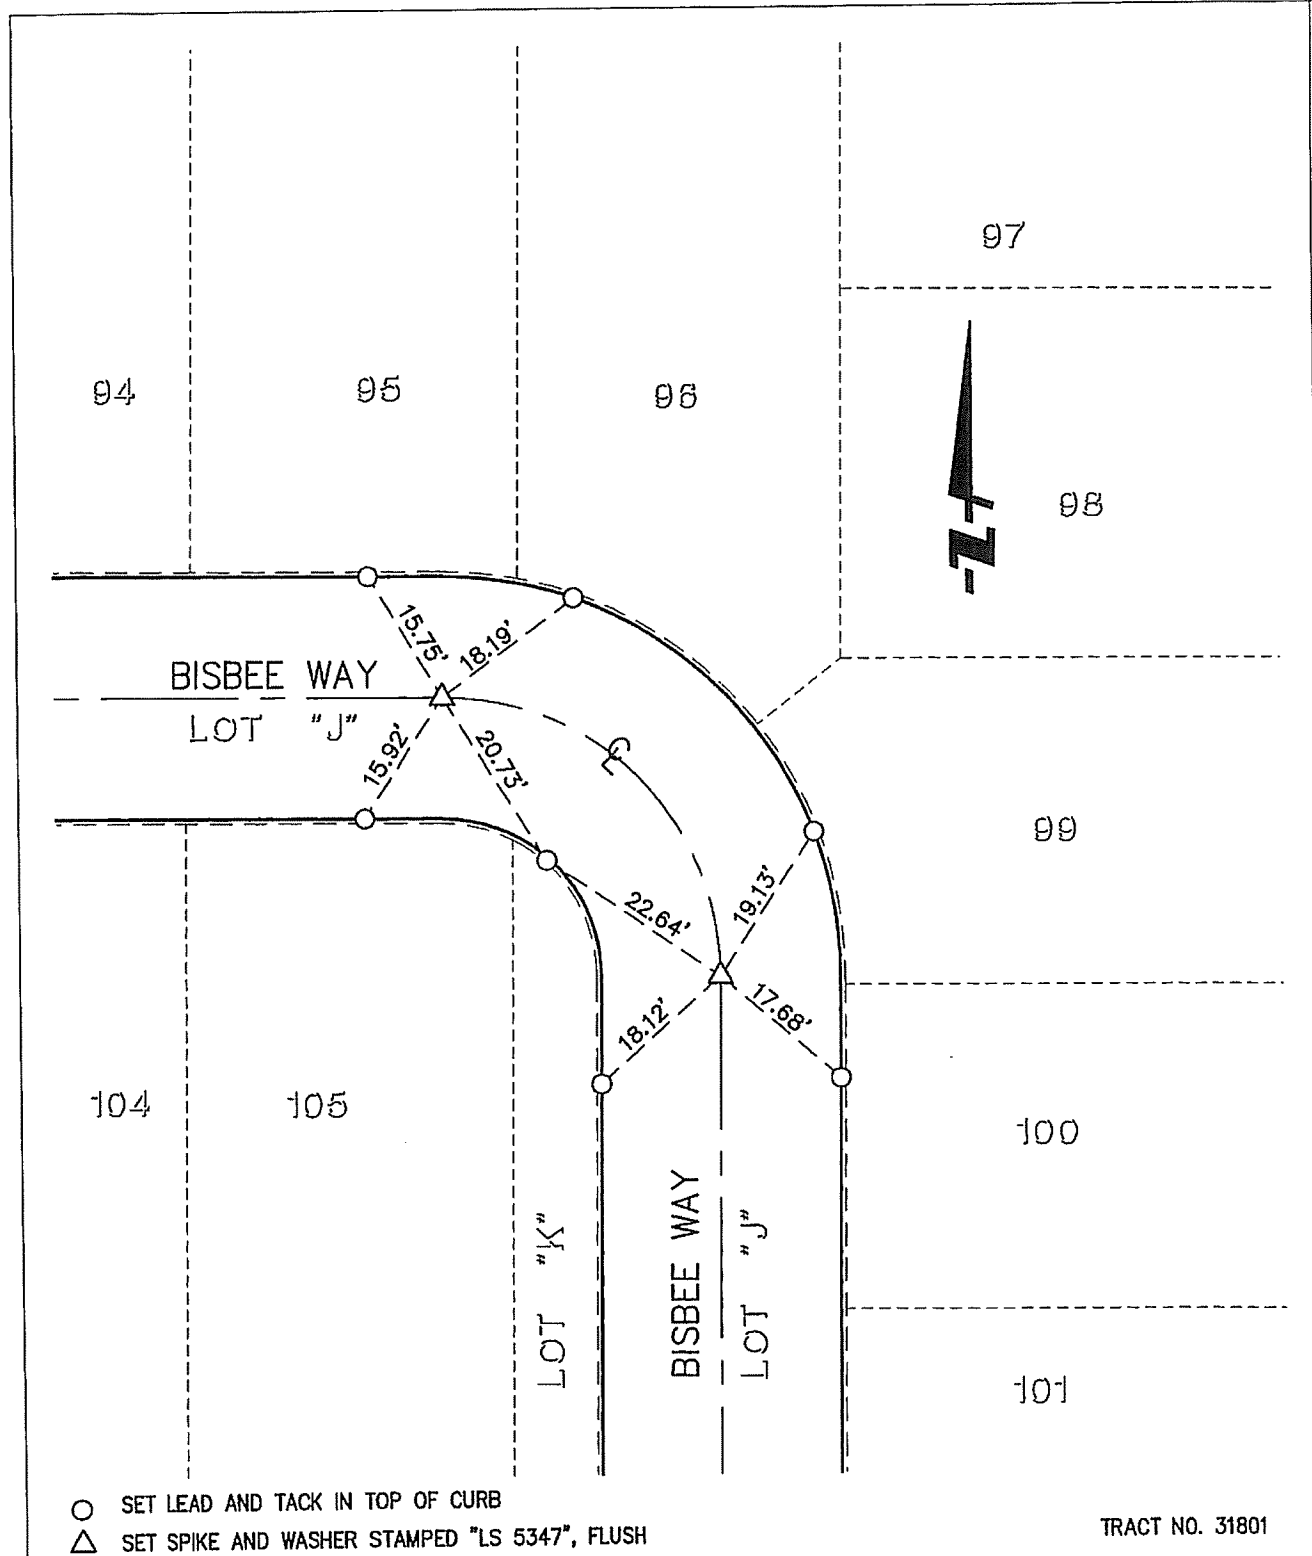 97
94
95
96
98
15.75'
18.19'
BISBEE WAY
LOT "J"
15.92'
20.73'
CL
99
22.64'
19.13'
18.12'
17.68'
104
105
100
LOT "K"
BISBEE WAY
LOT "J"
101
N
SET LEAD AND TACK IN TOP OF CURB
SET SPIKE AND WASHER STAMPED "LS 5347", FLUSH
TRACT NO. 31801